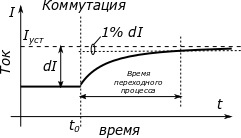 Коммутация
I
Iуст
1% dI
Ток
dI
Время
переходного
процесса
t
t0
время